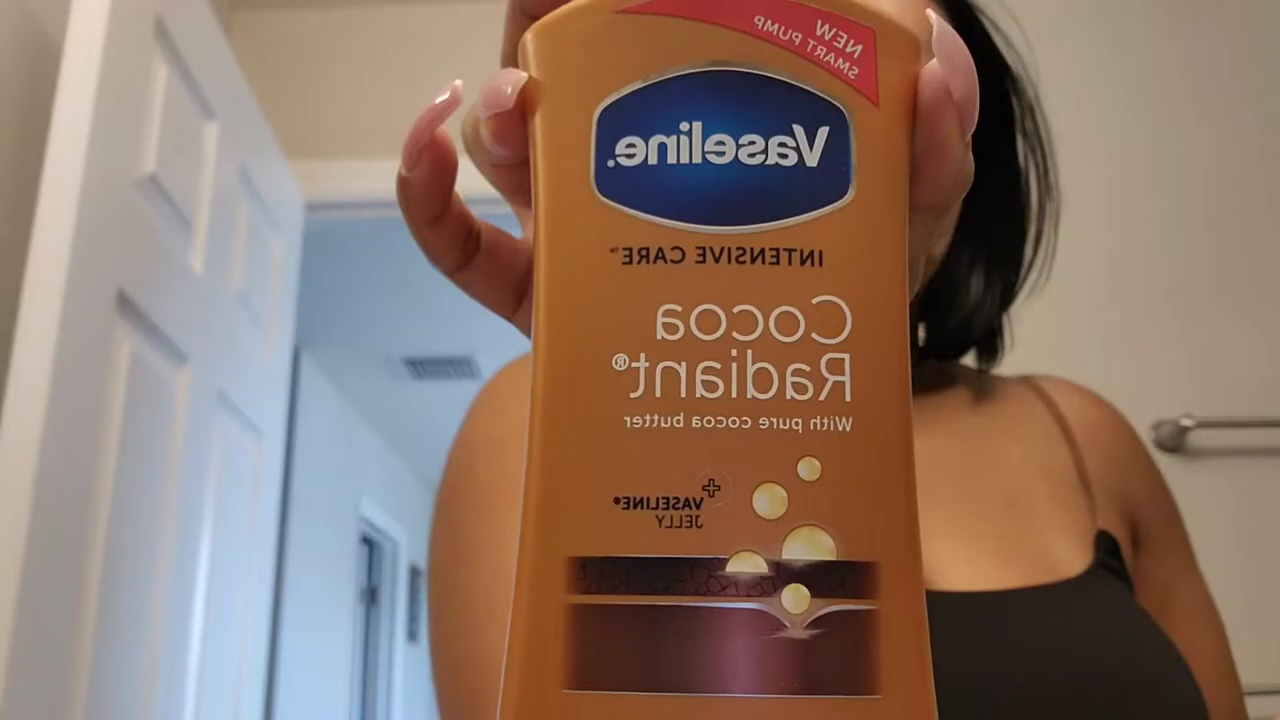 NEW
SMART PUMP
Vaseline.
INTENSIVE CARE™
Cocoa
Radiant®
With pure cocoa butter
+
VASELINE®
JELLY